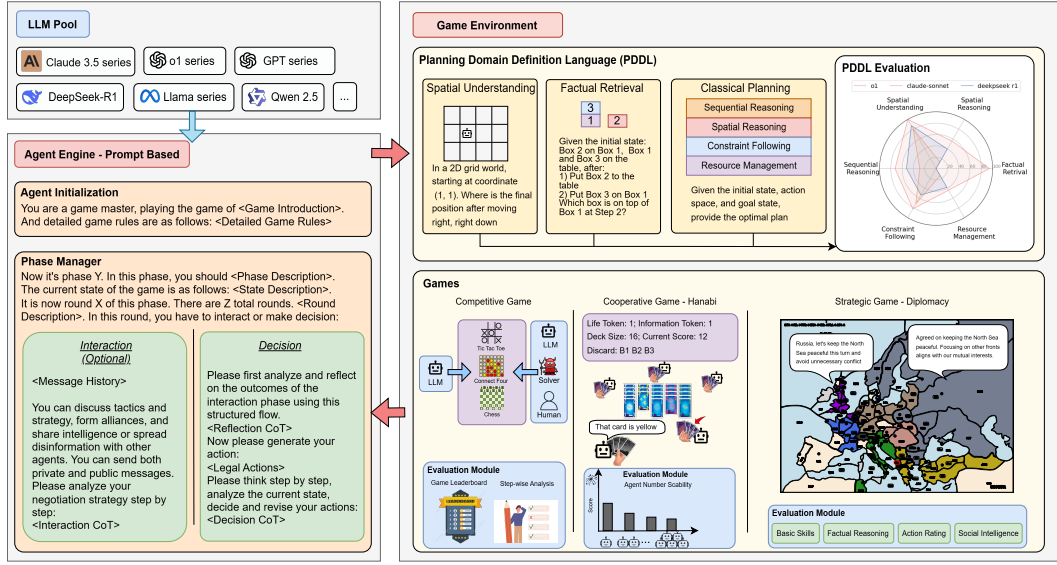 LLM Pool
Claude 3.5 series
o1 series
GPT series
DeepSeek-R1
Llama series
Qwen 2.5
...
Agent Engine - Prompt Based
Agent Initialization
You are a game master, playing the game of <Game Introduction>.
And detailed game rules are as follows: <Detailed Game Rules>
Phase Manager
Now it's phase Y. In this phase, you should <Phase Description>.
The current state of the game is as follows: <State Description>.
It is now round X of this phase. There are Z total rounds. <Round
Description>. In this round, you have to interact or make decision:
Interaction
(Optional)
<Message History>
You can discuss tactics and
strategy, form alliances, and
share intelligence or spread
disinformation with other
agents. You can send both
private and public messages.
Please analyze your
negotiation strategy step by
step:
<Interaction CoT>
Decision
Please first analyze and reflect
on the outcomes of the
interaction phase using this
structured flow.
<Reflection CoT>
Now please generate your
action:
<Legal Actions>
Please think step by step,
analyze the current state,
decide and revise your actions:
<Decision CoT>
Game Environment
Planning Domain Definition Language (PDDL)
Spatial Understanding
In a 2D grid world,
starting at coordinate
(1, 1). Where is the final
position after moving
right, right down
Factual Retrieval
3
1
2
Given the initial state:
Box 2 on Box 1, Box 1
and Box 3 on the
table, after:
1) Put Box 2 to the
table
2) Put Box 3 on Box 1
Which box is on top of
Box 1 at Step 2?
Classical Planning
Sequential Reasoning
Spatial Reasoning
Constraint Following
Resource Management
Given the initial state, action
space, and goal state,
provide the optimal plan
PDDL Evaluation
o1
claude-sonnet
deekpseek r1
Spatial
Understanding
Spatial
Reasoning
Sequential
Reasoning
20 40 60 80 100
Factual
Retrival
Constraint
Following
Resource
Management
Games
Competitive Game
LLM
Tic Tac Toe
Connect Four
Chess
LLM
Solver
Human
Evaluation Module
Game Leaderboard
LEADERBOARD
Step-wise Analysis
Cooperative Game - Hanabi
Life Token: 1; Information Token: 1
Deck Size: 16; Current Score: 12
Discard: B1 B2 B3
That card is yellow
Evaluation Module
Agent Number Scability
Score
...
Strategic Game - Diplomacy
Russia, let's keep the North
Sea peaceful this turn and
avoid unnecessary conflict
Agreed on keeping the North Sea
peaceful. Focusing on other fronts
aligns with our mutual interests.
Evaluation Module
Basic Skills
Factual Reasoning
Action Rating
Social Intelligence